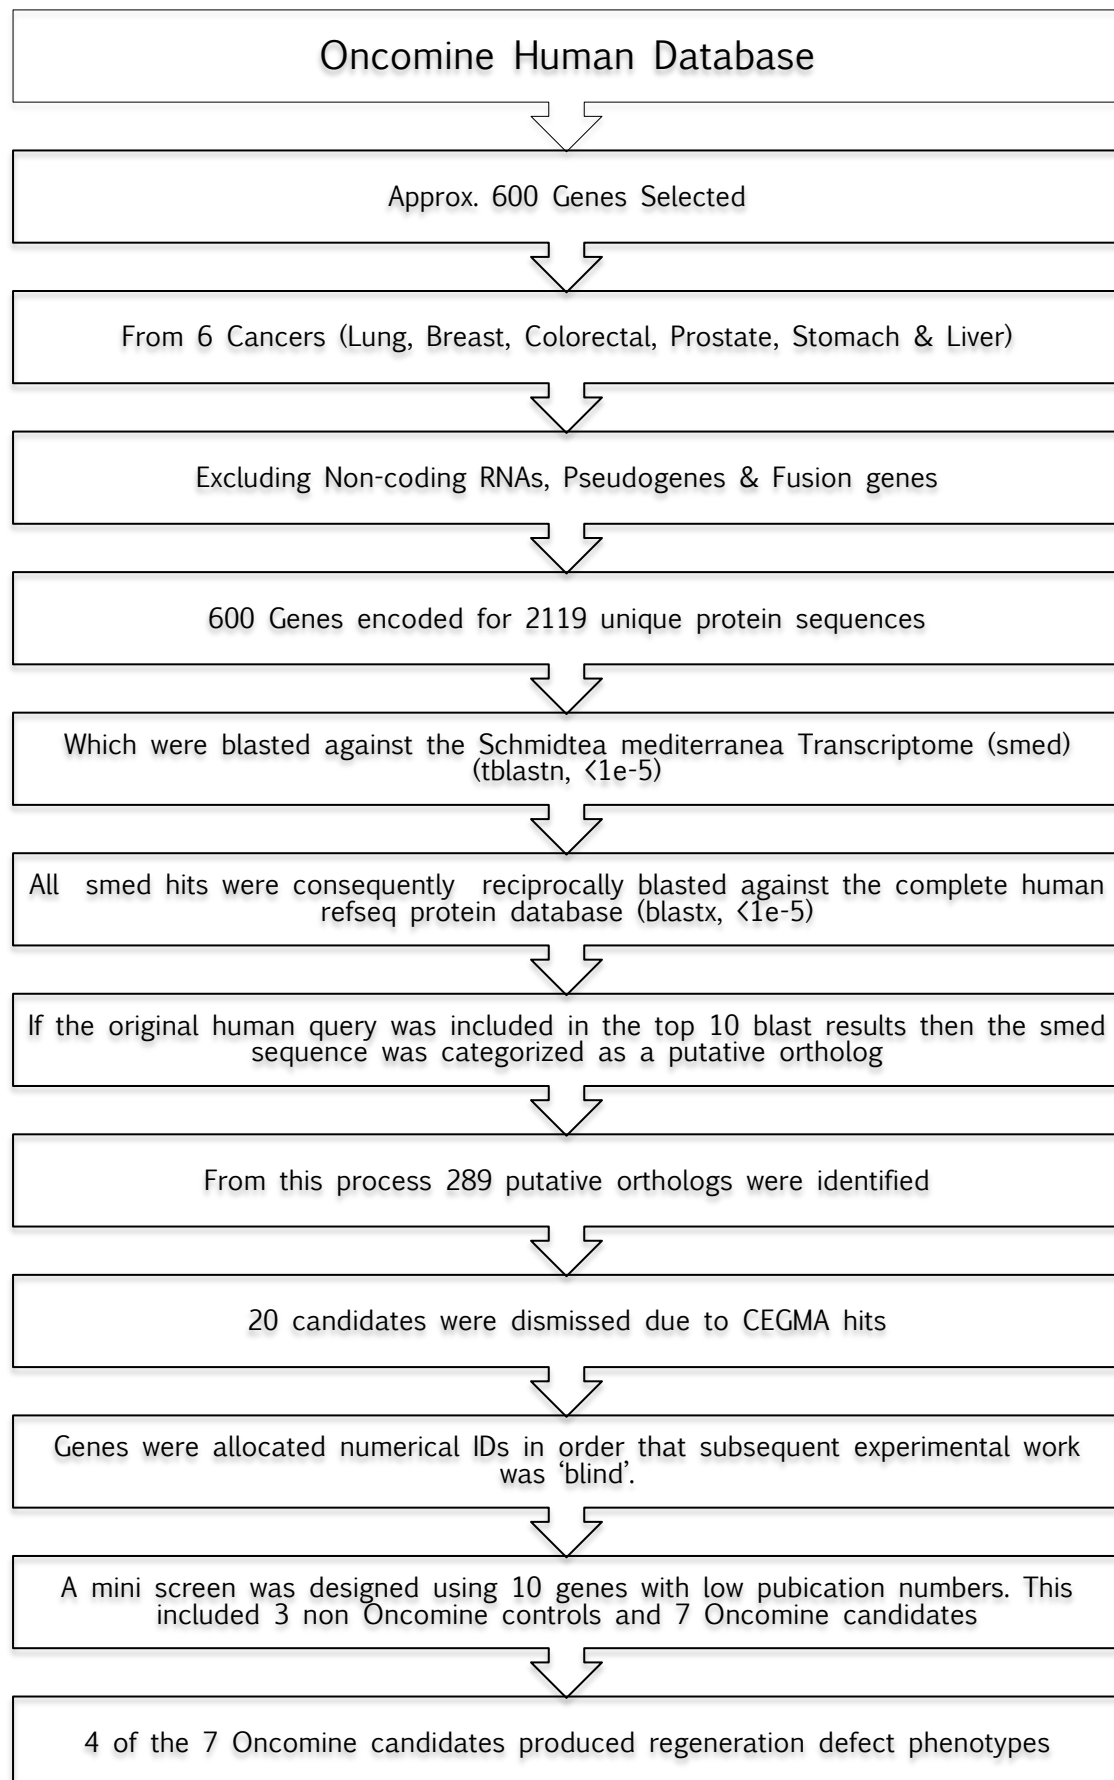 Oncomine Human Database
Approx. 600 Genes Selected
From 6 Cancers (Lung, Breast, Colorectal, Prostate, Stomach & Liver)
Excluding Non-coding RNAs, Pseudogenes & Fusion genes
600 Genes encoded for 2119 unique protein sequences
Which were blasted against the Schmidtea mediterranea Transcriptome (smed)
(tblastn, <1e-5)
All smed hits were consequently reciprocally blasted against the complete human
refseq protein database (blastx, <1e-5)
If the original human query was included in the top 10 blast results then the smed
sequence was categorized as a putative ortholog
From this process 289 putative orthologs were identified
20 candidates were dismissed due to CEGMA hits
Genes were allocated numerical IDs in order that subsequent experimental work
was ‘blind’.
A mini screen was designed using 10 genes with low pubication numbers. This
included 3 non Oncomine controls and 7 Oncomine candidates
4 of the 7 Oncomine candidates produced regeneration defect phenotypes